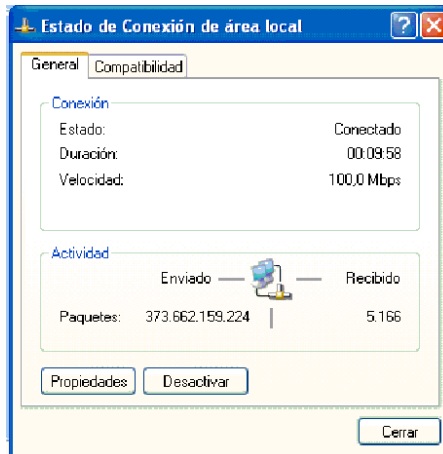 Estado de Conexión de área local
General Compatibilidad
Conexión
Estado: Conectado
Duración: 00:09:58
Velocidad: 100,0 Mbps
Actividad
Enviado Recibido
Paquetes: 373.662.159.224 5.166
Propiedades Desactivar
Cerrar